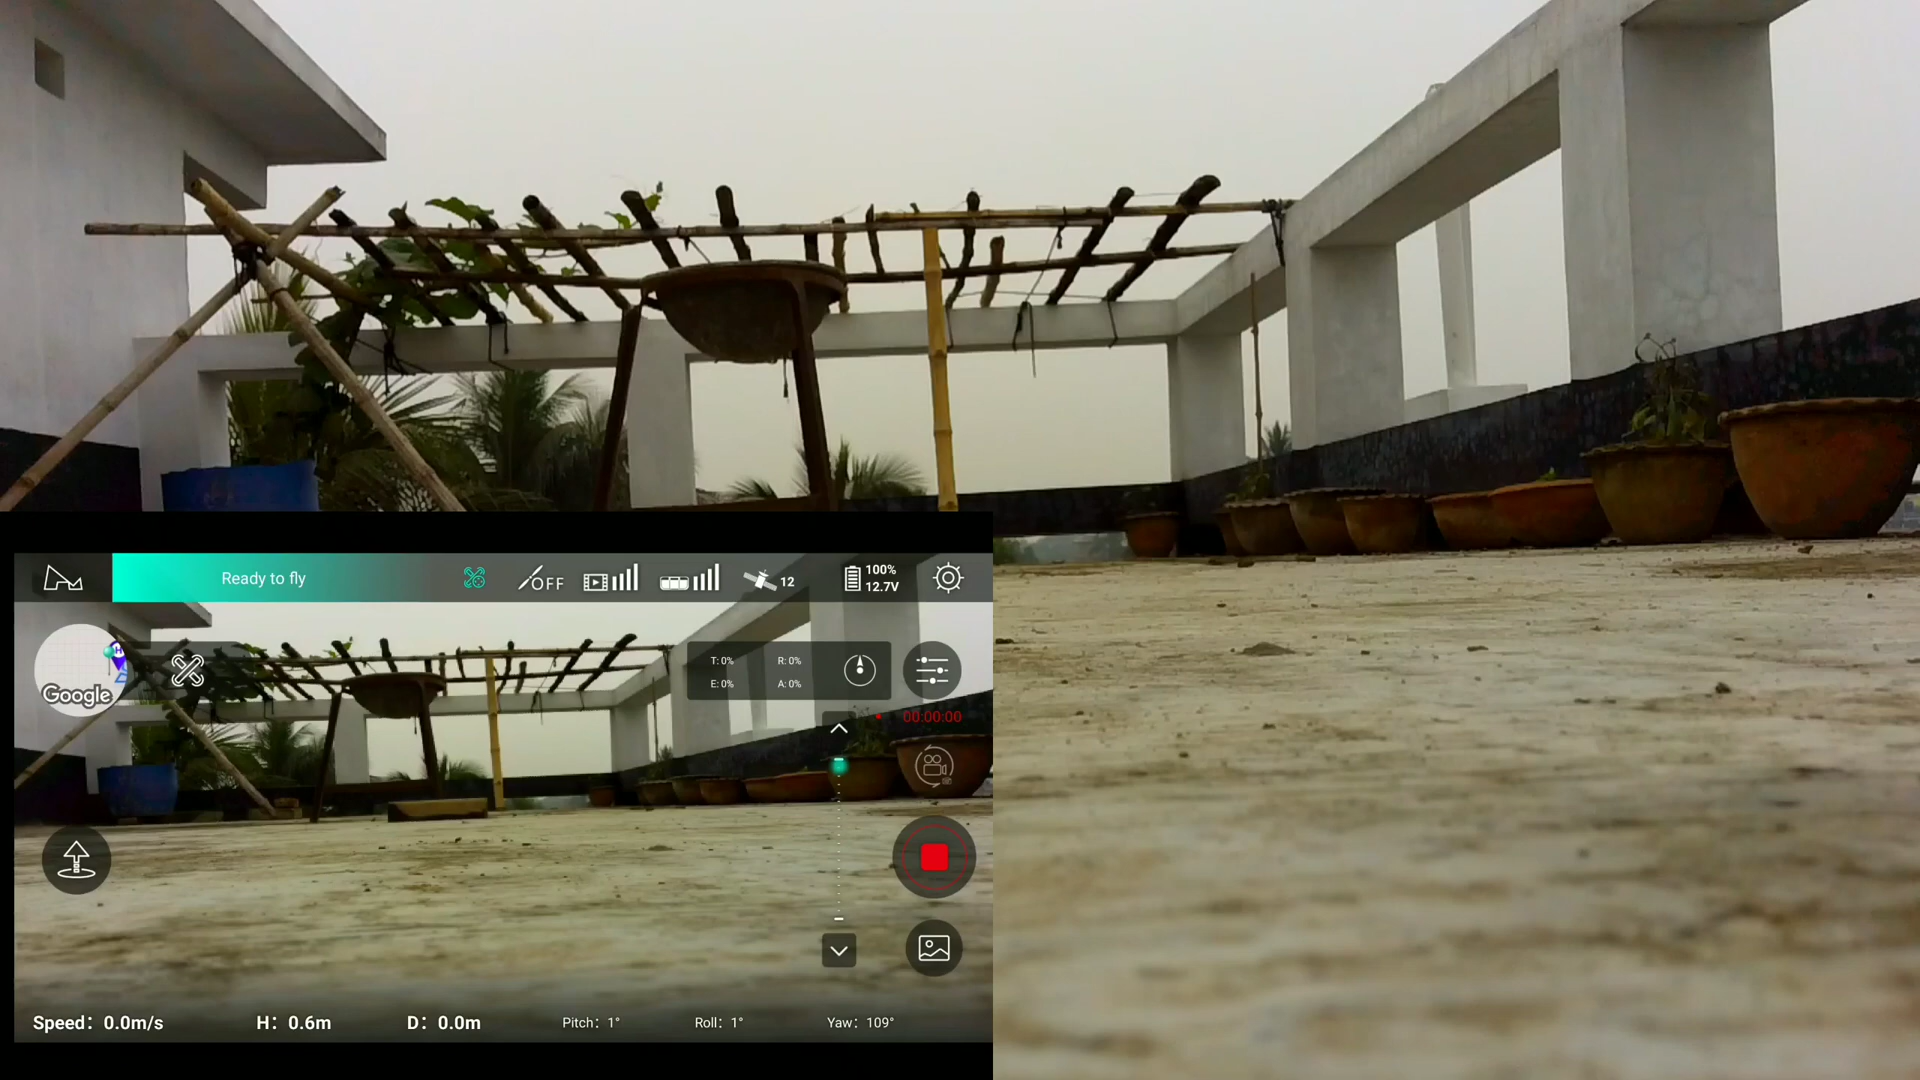 Ready to fly
OFF
12
100%
12.7V
H
Google
T: 0%
R: 0%
E: 0%
A: 0%
00:00:00
Speed: 0.0m/s
H: 0.6m
D: 0.0m
Pitch: 1°
Roll: 1°
Yaw: 109°